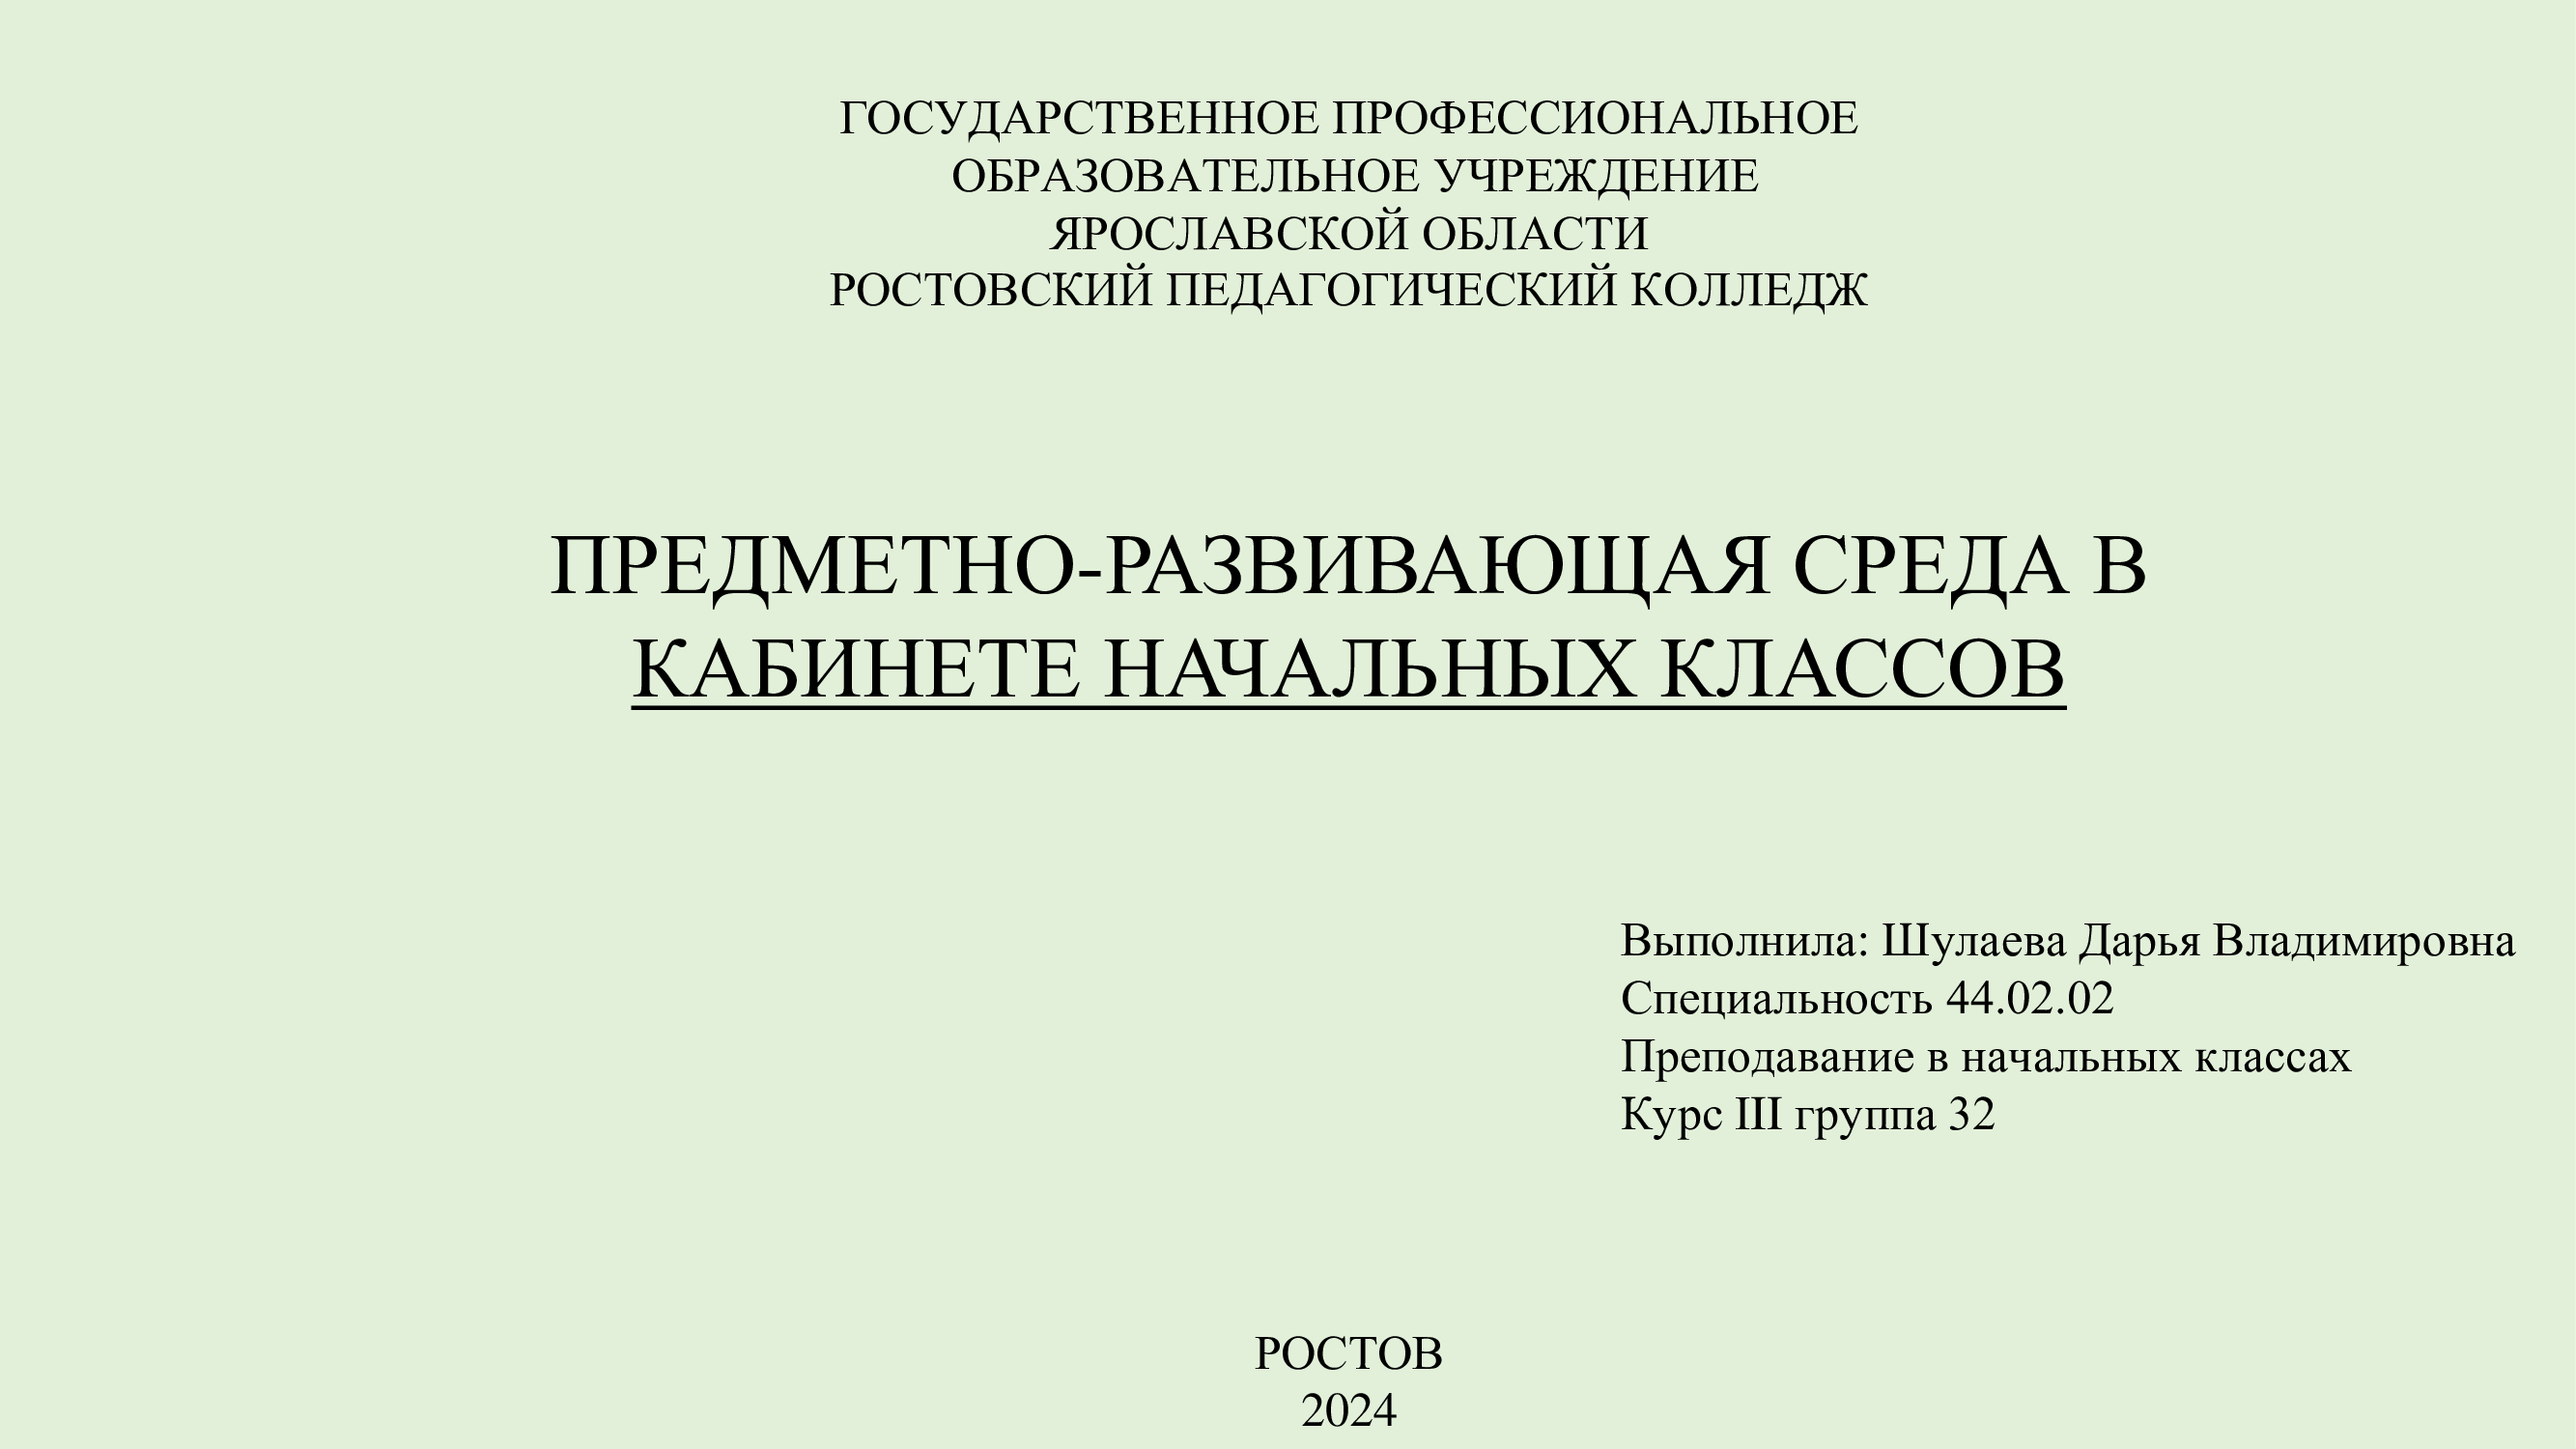 ГОСУДАРСТВЕННОЕ ПРОФЕССИОНАЛЬНОЕ
ОБРАЗОВАТЕЛЬНОЕ УЧРЕЖДЕНИЕ
ЯРОСЛАВСКОЙ ОБЛАСТИ
РОСТОВСКИЙ ПЕДАГОГИЧЕСКИЙ КОЛЛЕДЖ
ПРЕДМЕТНО-РАЗВИВАЮЩАЯ СРЕДА В
КАБИНЕТЕ НАЧАЛЬНЫХ КЛАССОВ
Выполнила: Шулаева Дарья Владимировна
Специальность 44.02.02
Преподавание в начальных классах
Курс III группа 32
РОСТОВ
2024